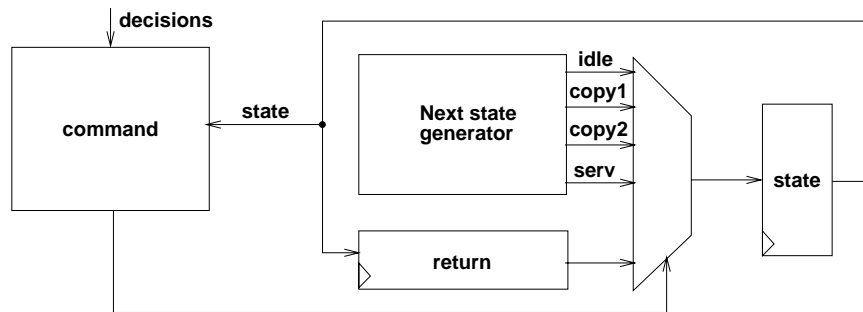 decisions
command
state
Next state
generator
idle
copy1
copy2
serv
return
state